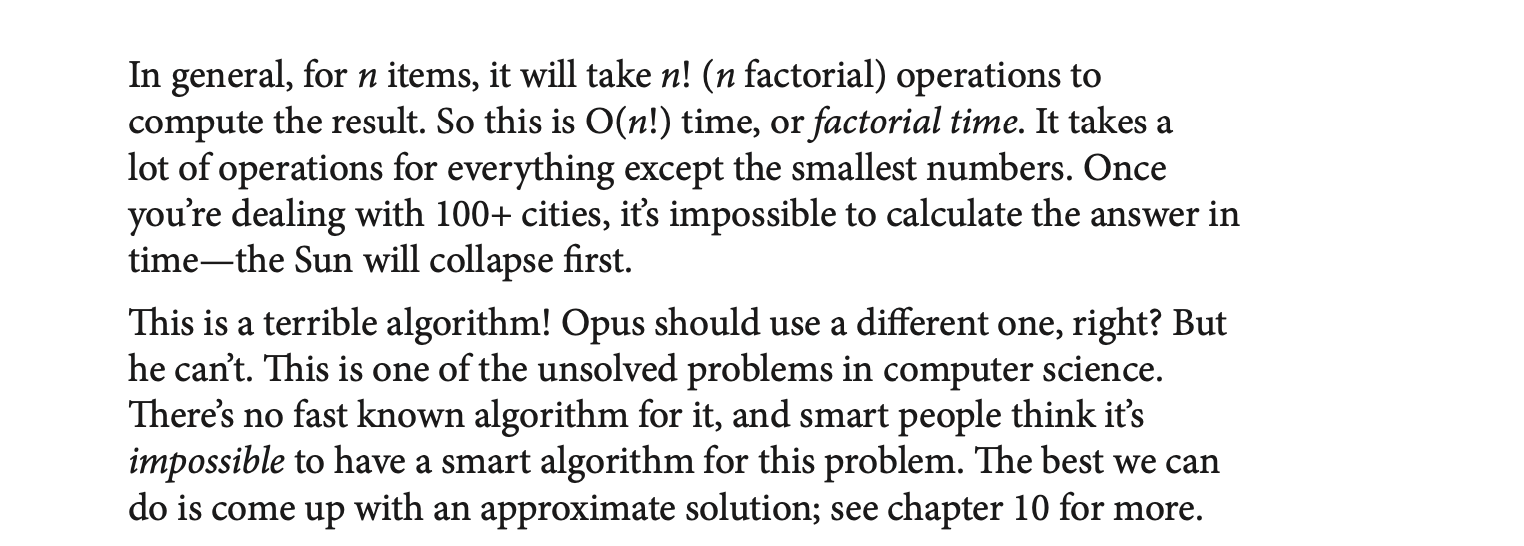 In general, for n items, it will take n! (n factorial) operations to
compute the result. So this is O(n!) time, or factorial time. It takes a
lot of operations for everything except the smallest numbers. Once
you’re dealing with 100+ cities, it’s impossible to calculate the answer in
time—the Sun will collapse first.
This is a terrible algorithm! Opus should use a different one, right? But
he can’t. This is one of the unsolved problems in computer science.
There’s no fast known algorithm for it, and smart people think it’s
impossible to have a smart algorithm for this problem. The best we can
do is come up with an approximate solution; see chapter 10 for more.